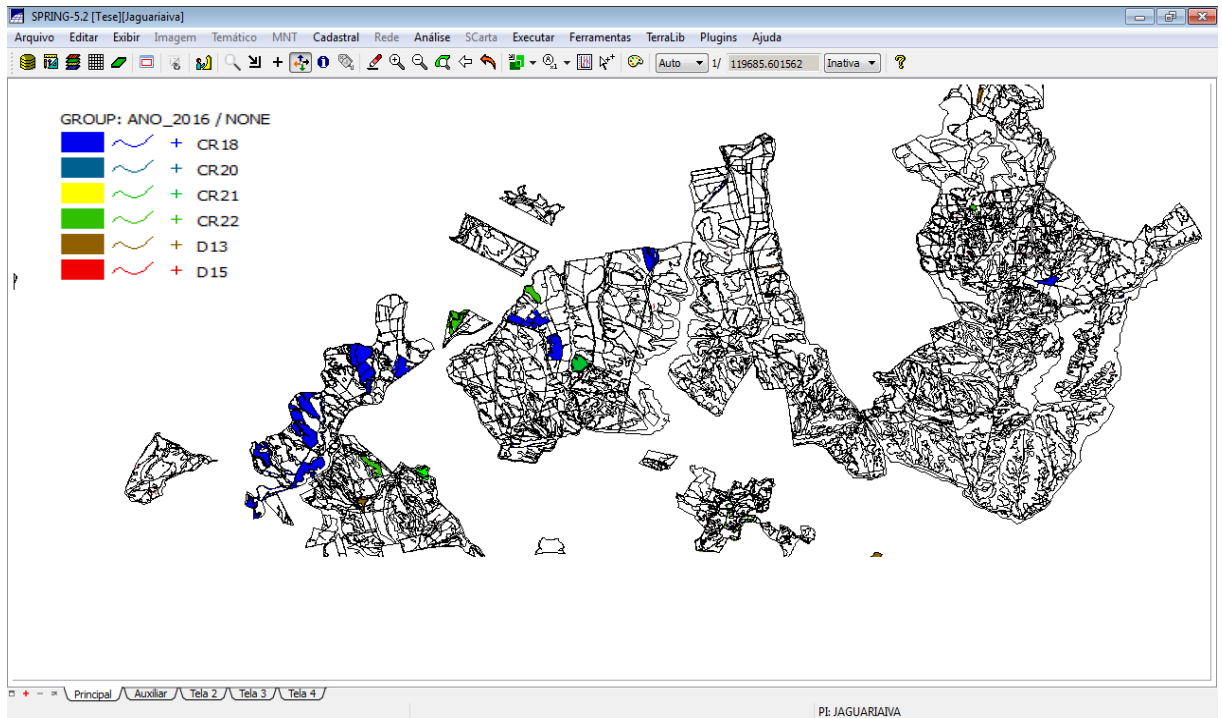 SPRING-5.2 [Tese][Jaguariaiva]
Arquivo Editar Exibir Imagem Temático MNT Cadastral Rede Análise SCarta Executar Ferramentas TerraLib Plugins Ajuda
Auto 1/ 119685.601562 Inativa
GROUP: ANO_2016 / NONE
CR18
CR20
CR21
CR22
D13
D15
Principal Auxiliar Tela 2 Tela 3 Tela 4
PI: JAGUARIAIVA